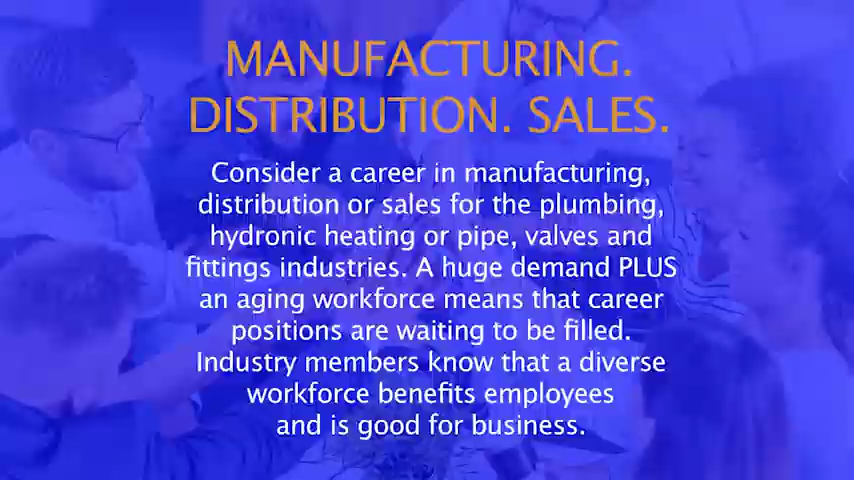 MANUFACTURING.
DISTRIBUTION. SALES.
Consider a career in manufacturing,
distribution or sales for the plumbing,
hydronic heating or pipe, valves and
fittings industries. A huge demand PLUS
an aging workforce means that career
positions are waiting to be filled.
Industry members know that a diverse
workforce benefits employees
and is good for business.